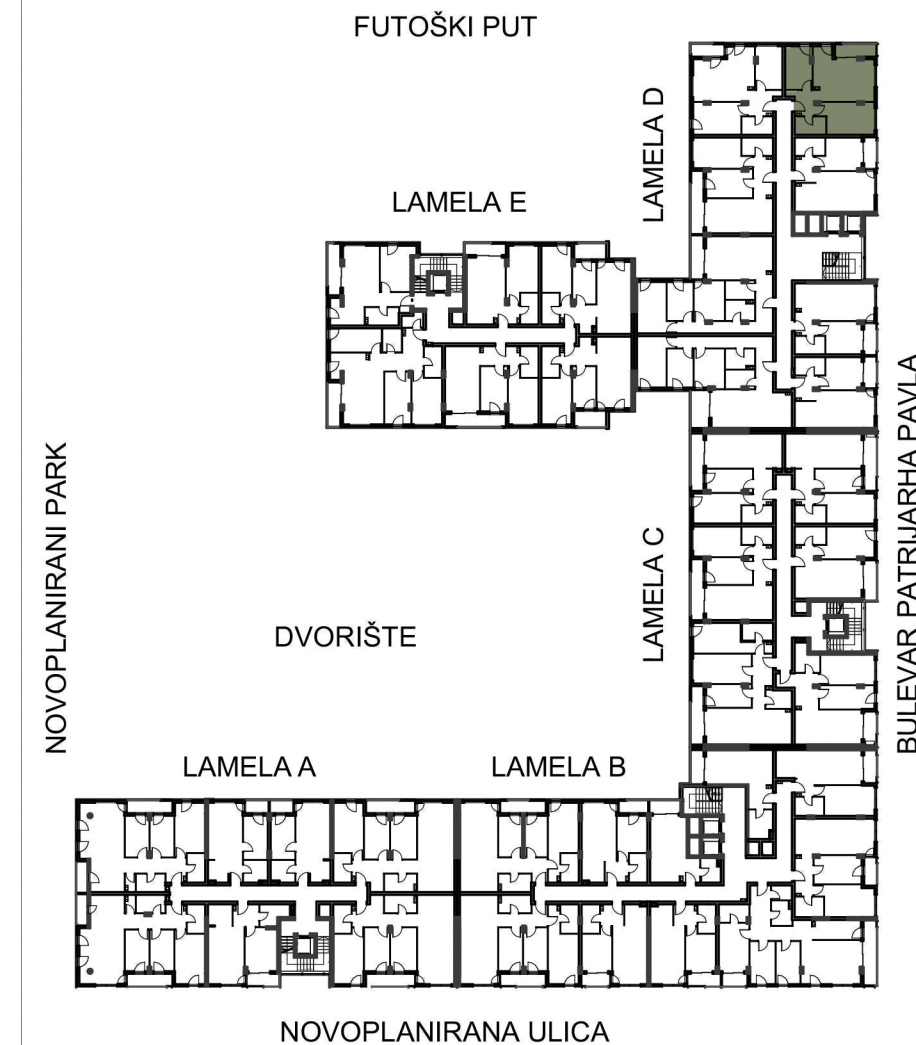 FUTOŠKI PUT
LAMELA D
LAMELA E
BULEVAR PATRIJARHA PAVLA
NOVOPLANIRANI PARK
LAMELA C
DVORIŠTE
LAMELA A
LAMELA B
NOVOPLANIRANA ULICA